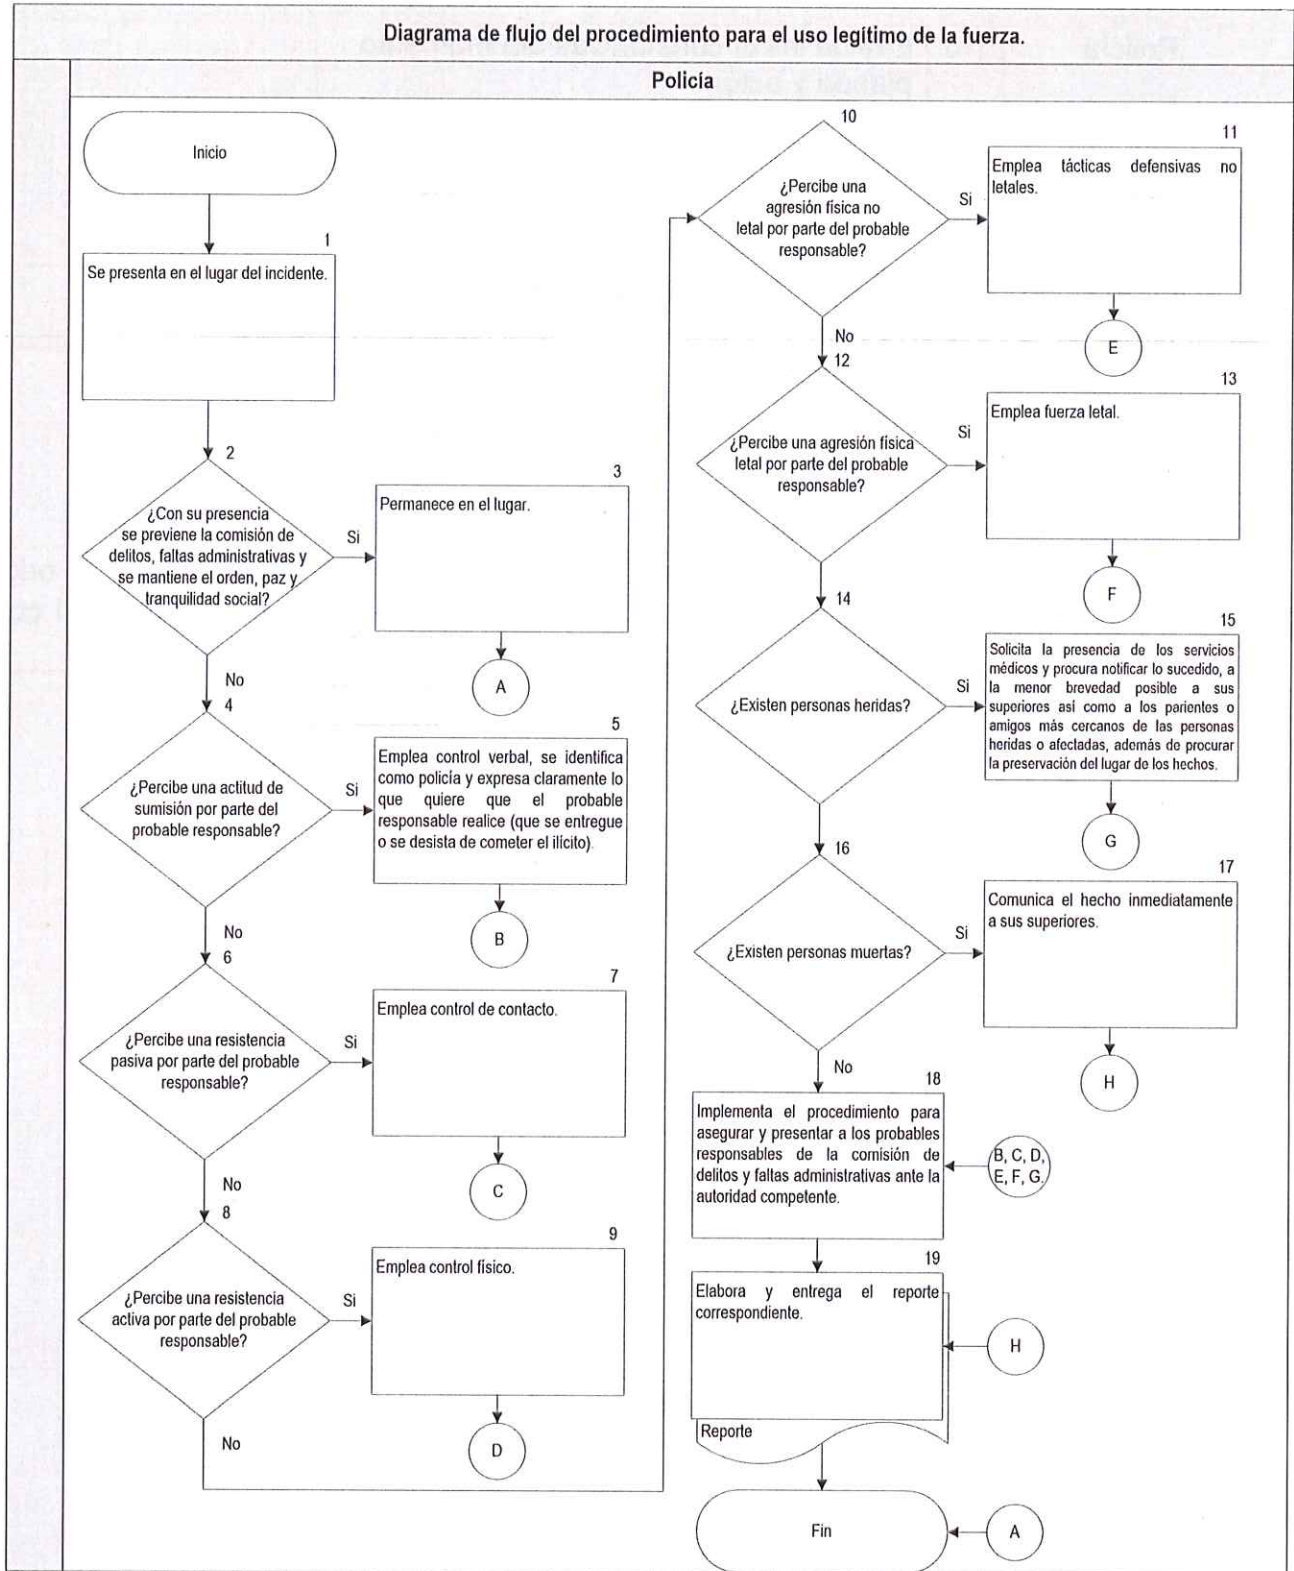 Diagrama de flujo del procedimiento para el uso legítimo de la fuerza.
Policía
Inicio
1
Se presenta en el lugar del incidente.
2
¿Con su presencia
se previene la comisión de
delitos, faltas administrativas y
se mantiene el orden, paz y
tranquilidad social?
Si
3
Permanece en el lugar.
A
No
4
¿Percibe una actitud de
sumisión por parte del
probable responsable?
Si
5
Emplea control verbal, se identifica
como policía y expresa claramente lo
que quiere que el probable
responsable realice (que se entregue
o se desista de cometer el ilícito).
B
No
6
¿Percibe una resistencia
pasiva por parte del probable
responsable?
Si
7
Emplea control de contacto.
C
No
8
¿Percibe una resistencia
activa por parte del probable
responsable?
Si
9
Emplea control físico.
D
No
10
¿Percibe una
agresión física no
letal por parte del probable
responsable?
Si
11
Emplea tácticas defensivas no
letales.
E
No
12
¿Percibe una agresión física
letal por parte del probable
responsable?
Si
13
Emplea fuerza letal.
F
14
¿Existen personas heridas?
Si
15
Solicita la presencia de los servicios
médicos y procura notificar lo sucedido, a
la menor brevedad posible a sus
superiores así como a los parientes o
amigos más cercanos de las personas
heridas o afectadas, además de procurar
la preservación del lugar de los hechos.
G
16
¿Existen personas muertas?
Si
17
Comunica el hecho inmediatamente
a sus superiores.
H
No
18
Implementa el procedimiento para
asegurar y presentar a los probables
responsables de la comisión de
delitos y faltas administrativas ante la
autoridad competente.
B, C, D,
E, F, G.
19
Elabora y entrega el reporte
correspondiente.
H
Reporte
Fin
A